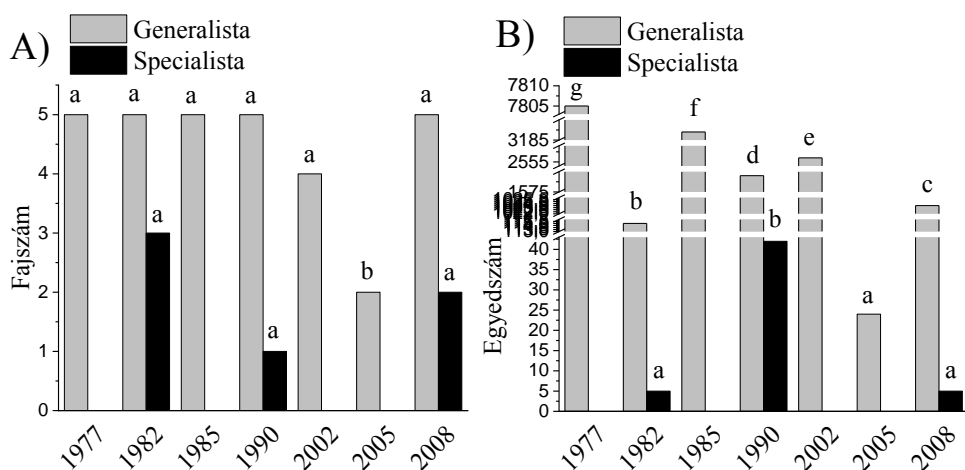 A)
Generalista
Specialista
Fajszám
5
4
3
2
1
0
a
a
a
a
a
b
a
a
a
a
1977
1982
1985
1990
2002
2005
2008
B)
Generalista
Specialista
Egyedszám
7810
7805
3185
2555
1575
40
35
30
25
20
15
10
5
0
g
b
f
d
e
a
c
a
b
a
1977
1982
1985
1990
2002
2005
2008